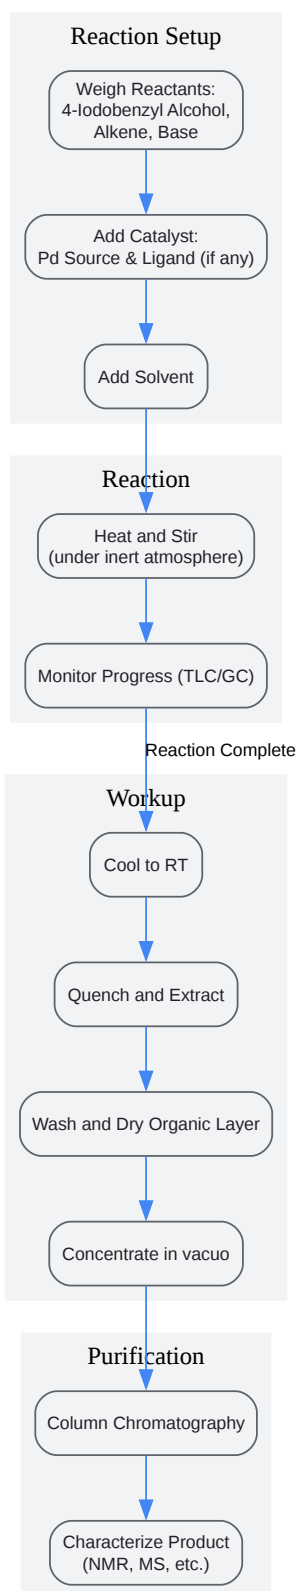 Reaction Setup
Weigh Reactants:
4-Iodobenzyl Alcohol,
Alkene, Base
Add Catalyst:
Pd Source & Ligand (if any)
Add Solvent
Reaction
Heat and Stir
(under inert atmosphere)
Monitor Progress (TLC/GC)
Reaction Complete
Workup
Cool to RT
Quench and Extract
Wash and Dry Organic Layer
Concentrate in vacuo
Purification
Column Chromatography
Characterize Product
(NMR, MS, etc.)